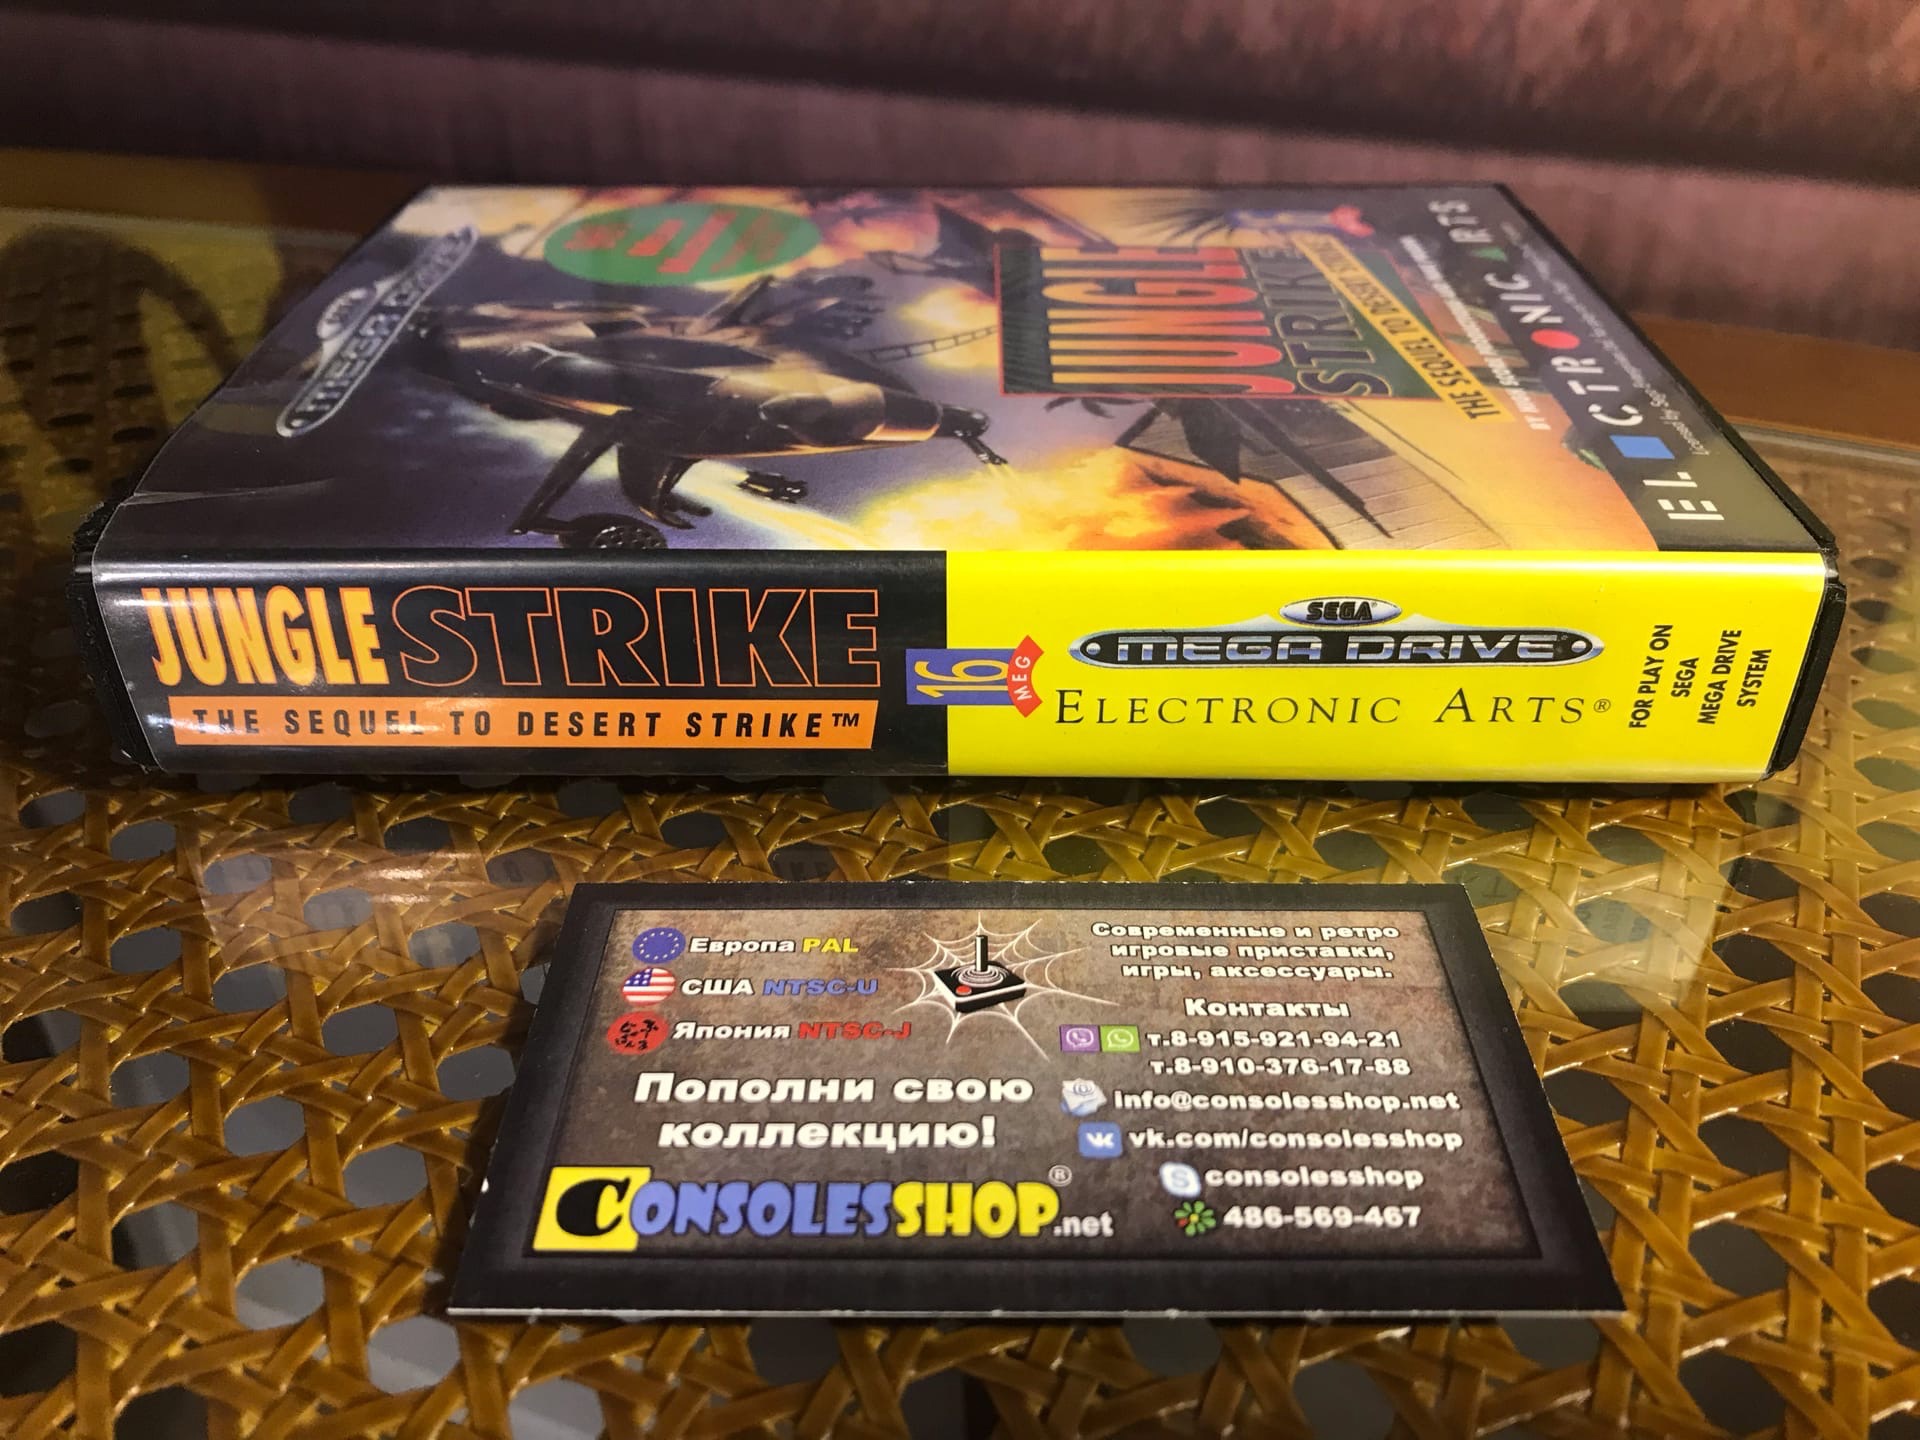 SEGA
MEGA DRIVE
JUNGLE
STRIKE
THE SEQUEL TO DESERT STRIKE
ELECTRONIC ARTS
JUNGLE STRIKE
THE SEQUEL TO DESERT STRIKE™
16 MEG
SEGA®
MEGA DRIVE
ELECTRONIC ARTS®
FOR PLAY ON
SEGA
MEGA DRIVE
SYSTEM
Европа PAL
США NTSC-U
Япония NTSC-J
Пополни свою
коллекцию!
CONSOLESSHOP.net®
Современные и ретро
игровые приставки,
игры, аксессуары.
Контакты
т.8-915-921-94-21
т.8-910-376-17-88
info@consolesshop.net
vk.com/consolesshop
consolesshop
486-569-467